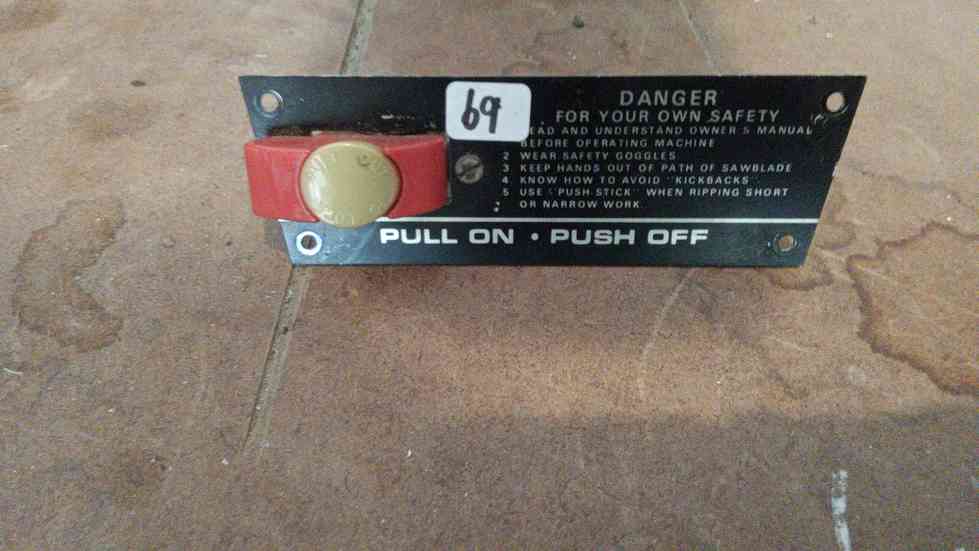 69
DANGER
FOR YOUR OWN SAFETY
EAD AND UNDERSTAND OWNER S MANUAL
BEFORE OPERATING MACHINE
2 WEAR SAFETY GOGGLES
3 KEEP HANDS OUT OF PATH OF SAWBLADE
4. KNOW HOW TO AVOID "KICKBACKS"
5 USE "PUSH-STICK" WHEN RIPPING SHORT
OR NARROW WORK.
PULL ON • PUSH OFF